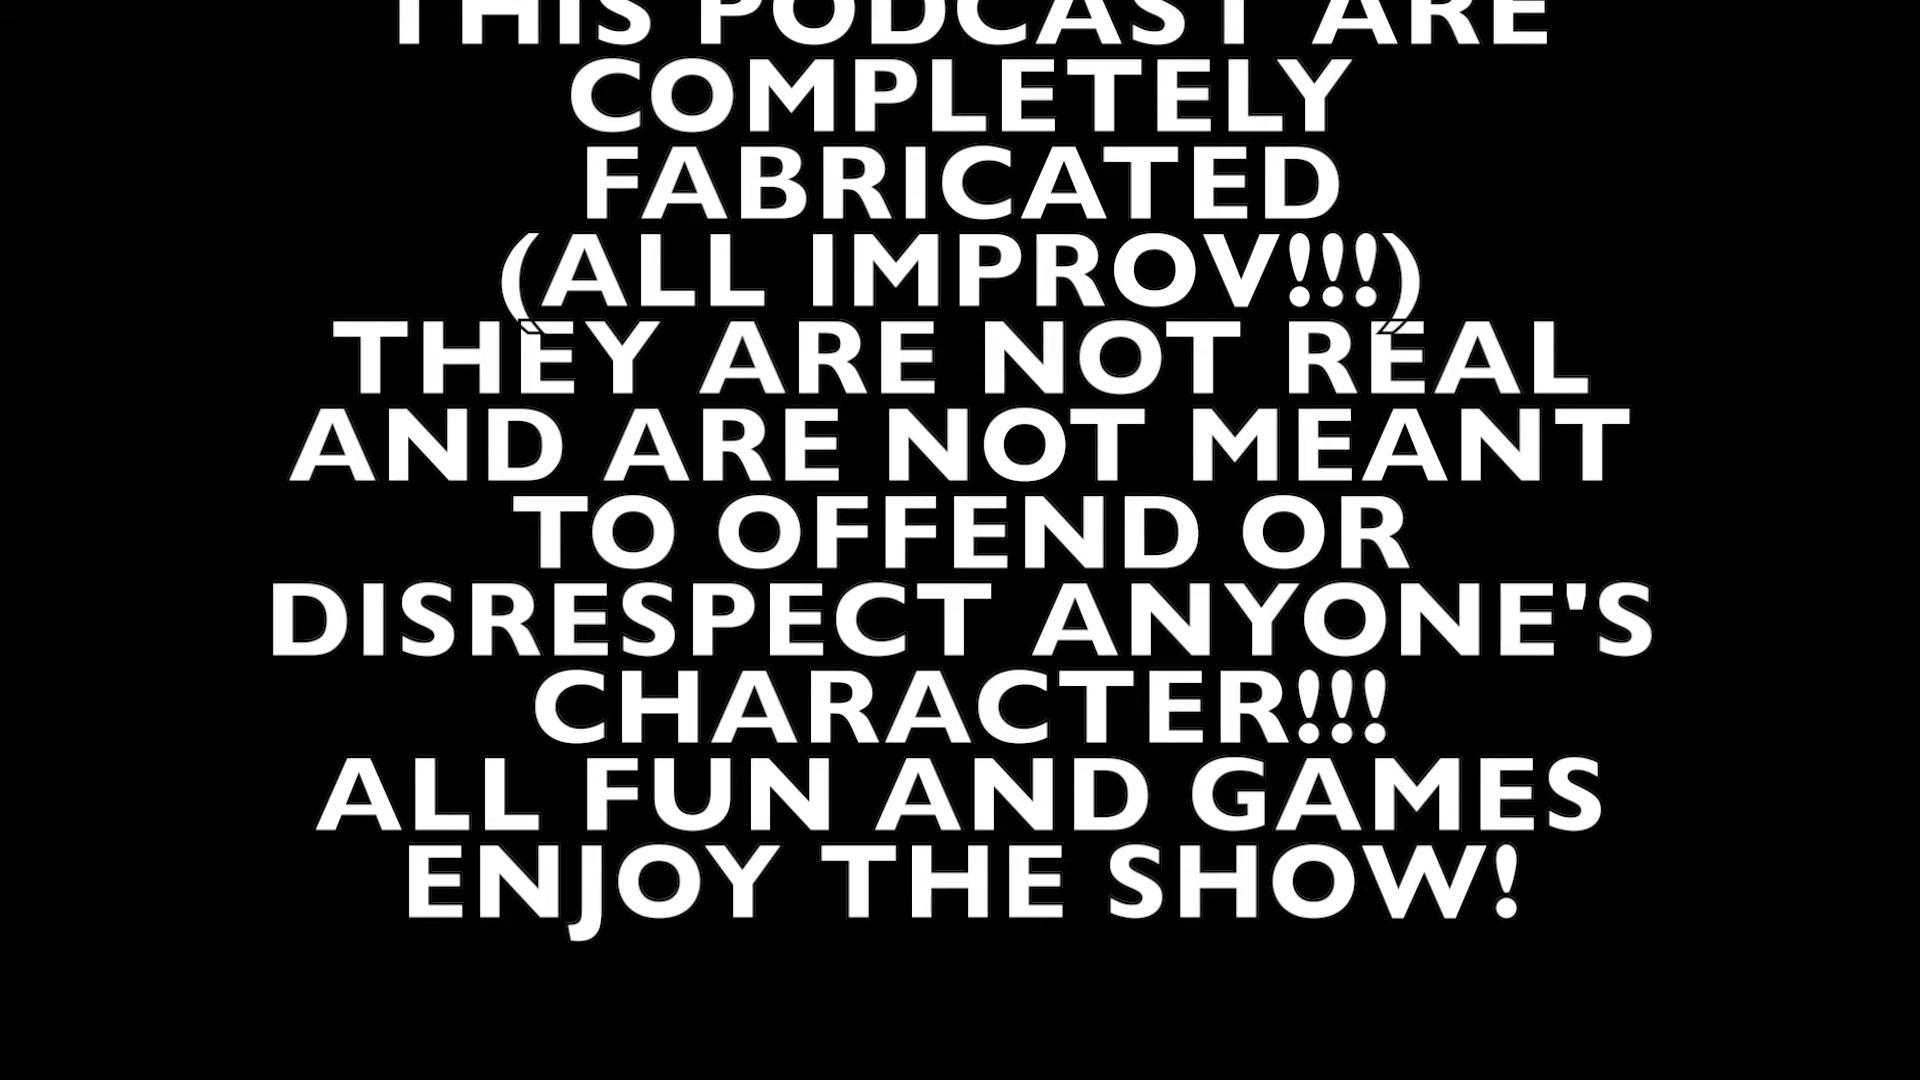 THIS PODCAST ARE
COMPLETELY
FABRICATED
(ALL IMPROV!!!)
THEY ARE NOT REAL
AND ARE NOT MEANT
TO OFFEND OR
DISRESPECT ANYONE'S
CHARACTER!!!
ALL FUN AND GAMES
ENJOY THE SHOW!